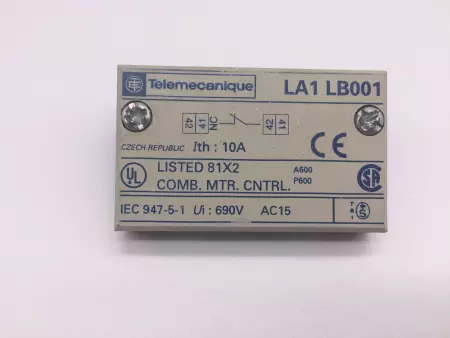 Telemecanique LA1 LB001
42 41 NC 42 41
CZECH REPUBLIC Ith : 10A CE
UL LISTED 81X2 A600
COMB. MTR. CNTRL. P600
IEC 947-5-1 Ui : 690V AC15